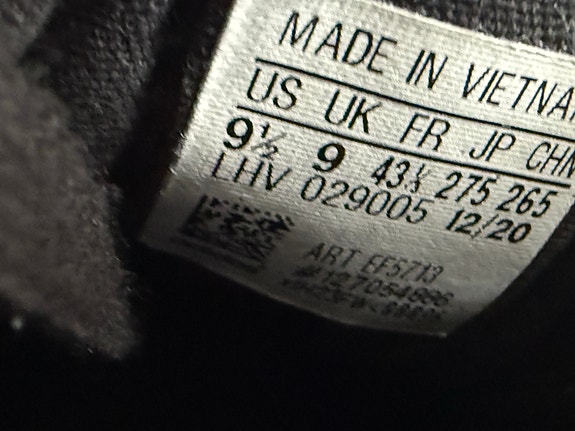 MADE IN VIETNA
US UK FR JP CHN
9½ 9 43⅓ 275 265
LHV 029005 12/20
ART EF5713